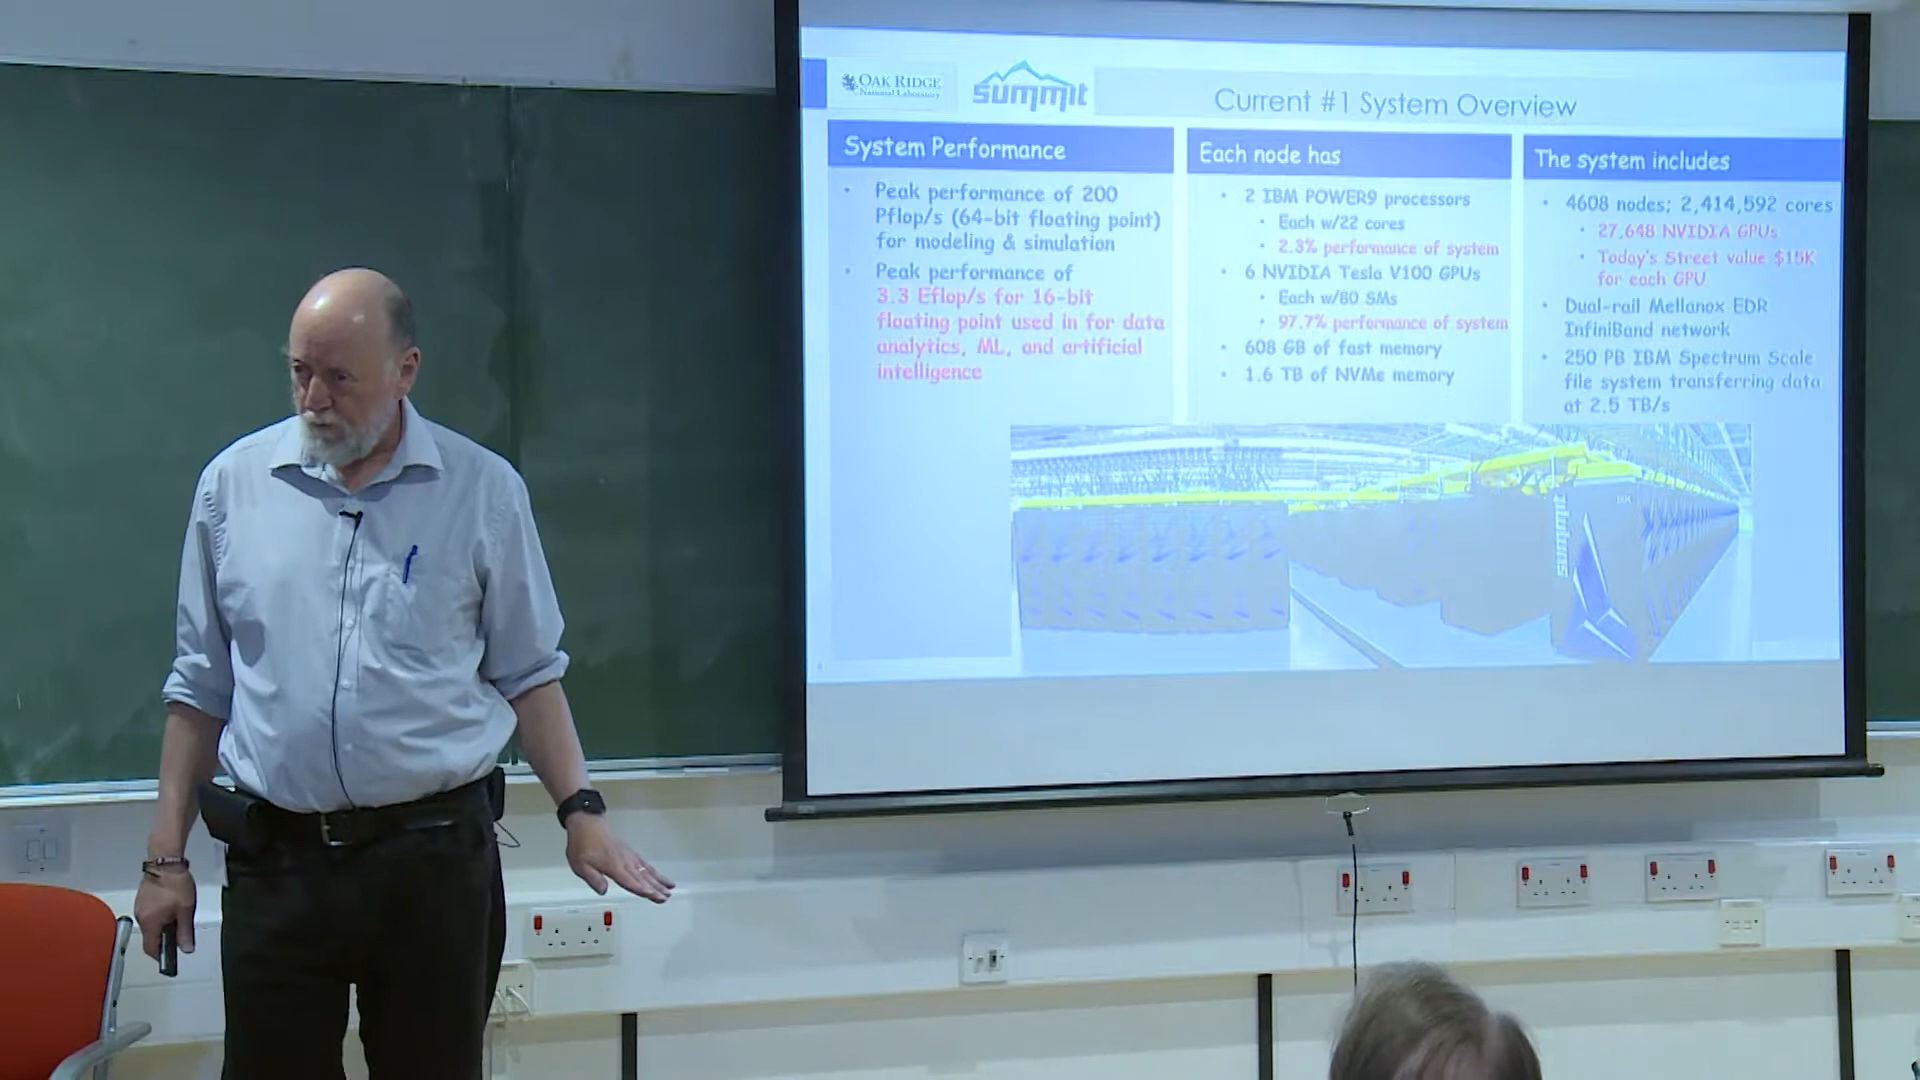 OAK RIDGE
National Laboratory
summit
Current #1 System Overview
System Performance
• Peak performance of 200
Pflop/s (64-bit floating point)
for modeling & simulation
• Peak performance of
3.3 Eflop/s for 16-bit
floating point used in for data
analytics, ML, and artificial
intelligence
Each node has
• 2 IBM POWER9 processors
• Each w/22 cores
• 2.3% performance of system
• 6 NVIDIA Tesla V100 GPUs
• Each w/80 SMs
• 97.7% performance of system
• 608 GB of fast memory
• 1.6 TB of NVMe memory
The system includes
• 4608 nodes; 2,414,592 cores
• 27,648 NVIDIA GPUs
• Today's Street value $15K
for each GPU
• Dual-rail Mellanox EDR
InfiniBand network
• 250 PB IBM Spectrum Scale
file system transferring data
at 2.5 TB/s